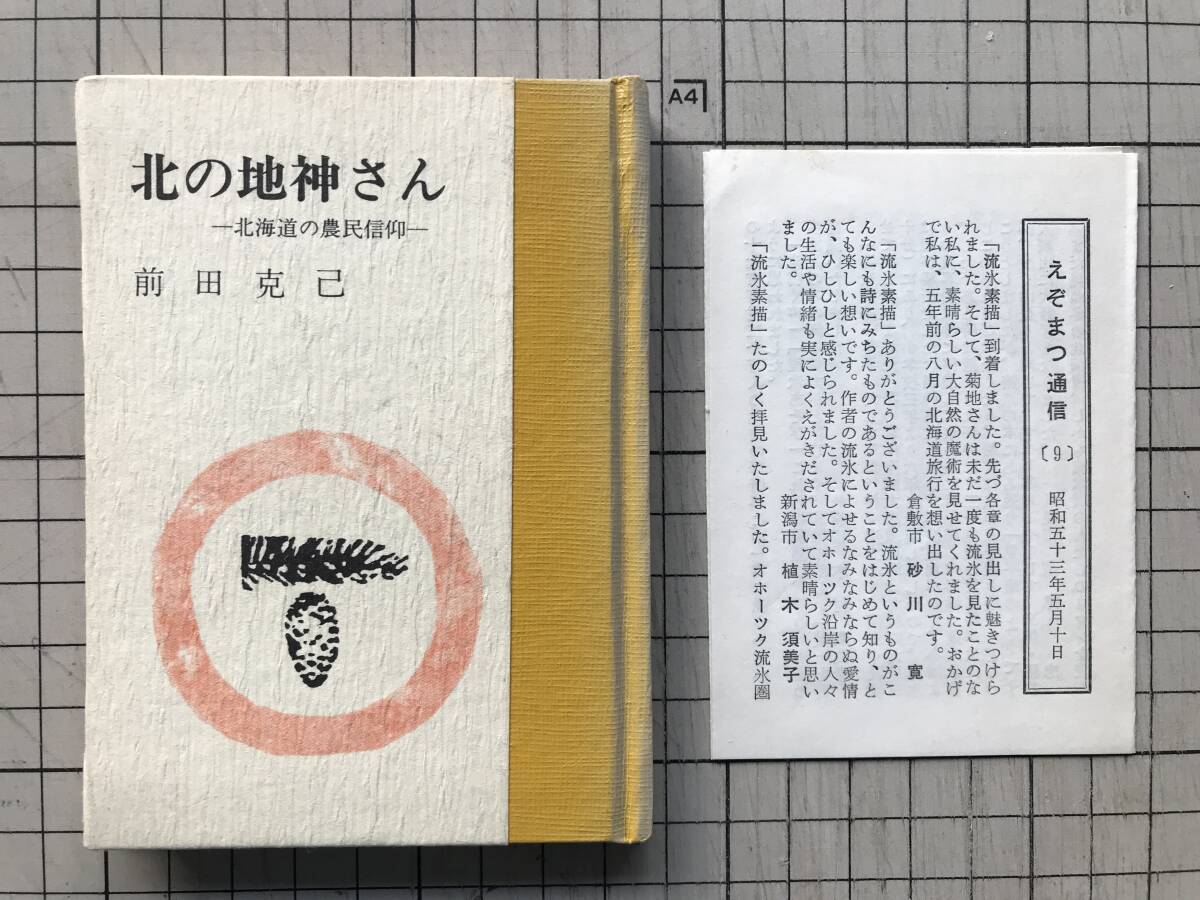 北の地神さん
―北海道の農民信仰―
前田克己
A4
えぞまつ通信〔9〕昭和五十三年五月十日
「流氷素描」到着しました。先づ各章の見出しに魅きつけら
れました。そして、菊地さんは未だ一度も流氷を見たことのな
い私に、素晴らしい大自然の魔術を見せてくれました。おかげ
で私は、五年前の八月の北海道旅行を想い出したのです。
倉敷市 砂川 寛
「流氷素描」ありがとうございました。流氷というものがこ
んなにも詩にみちたものであるということをはじめて知り、と
ても楽しい想いです。作者の流氷によせるなみなみならぬ愛情
が、ひしひしと感じられました。そしてオホーツク沿岸の人々
の生活や情緒も実によくえがきだされていて素晴らしいと思い
ました。 新潟市 植木 須美子
「流氷素描」たのしく拝見いたしました。オホーツク流氷圏